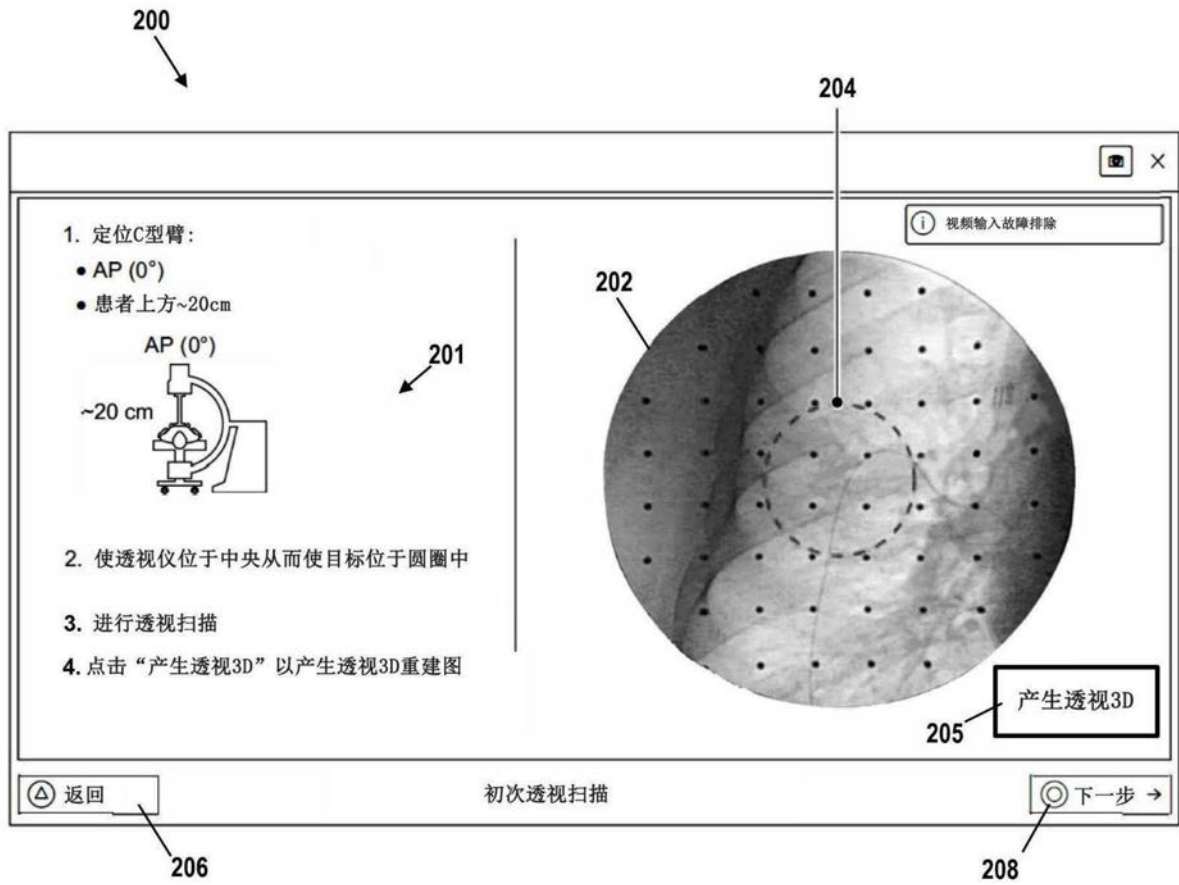 200
204
视频输入故障排除
1. 定位C型臂:
• AP (0°)
• 患者上方~20cm
AP (0°)
~20 cm
201
202
2. 使透视仪位于中央从而使目标位于圆圈中
3. 进行透视扫描
4. 点击“产生透视3D”以产生透视3D重建图
产生透视3D
205
返回
初次透视扫描
下一步 →
206
208